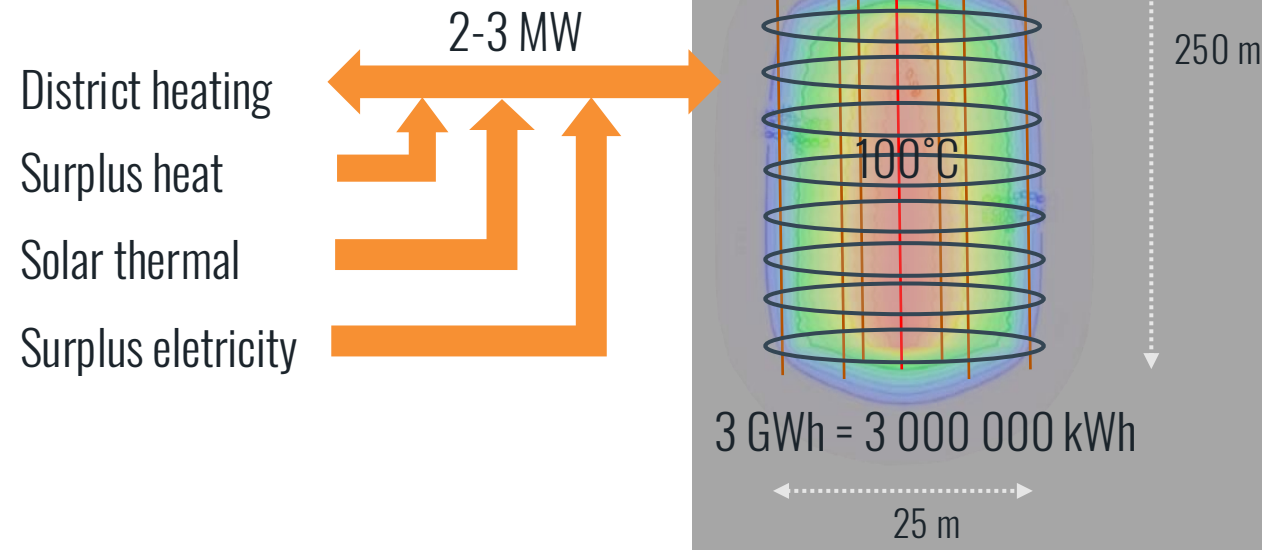 2-3 MW
District heating
Surplus heat
Solar thermal
Surplus eletricity
250 m
100°C
3 GWh = 3 000 000 kWh
25 m